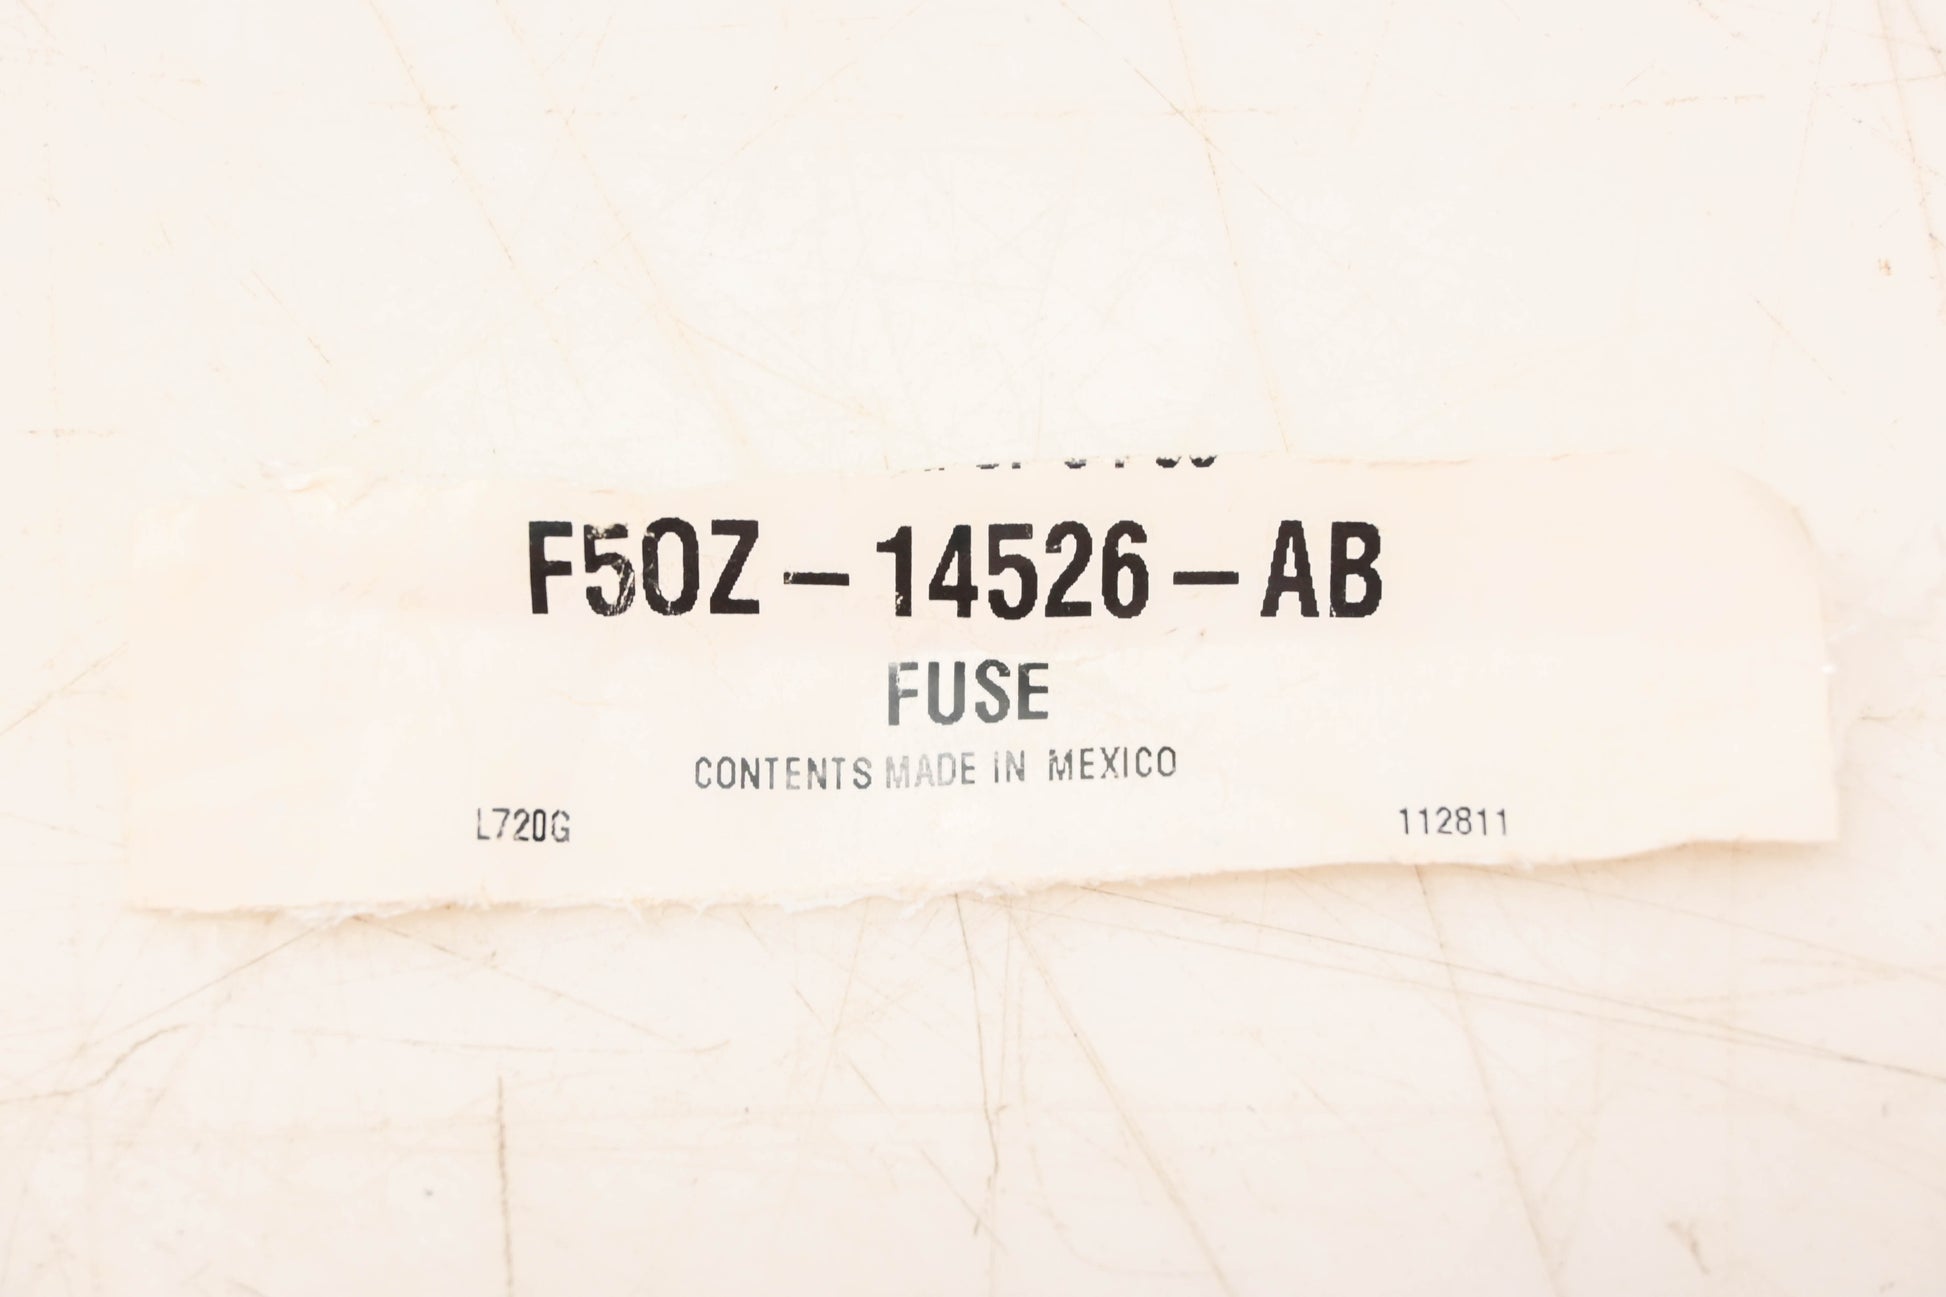 F5OZ-14526-AB
FUSE
CONTENTS MADE IN MEXICO
L720G
112811